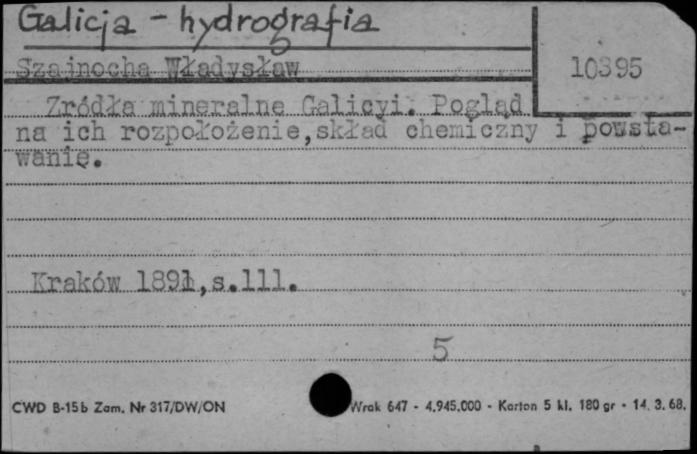 Galicja - hydrografia
Szajnocha Władysław
10395
Zródła mineralne Galicyi. Pogląd
na ich rozpołożenie, skład chemiczny i powsta-
wanie.
Kraków 1891, s.111.
5
CWD B-15b Zam. Nr 317/DW/ON
Wrak 647 - 4.945.000 - Karton 5 kl. 180 gr - 14. 3. 68.